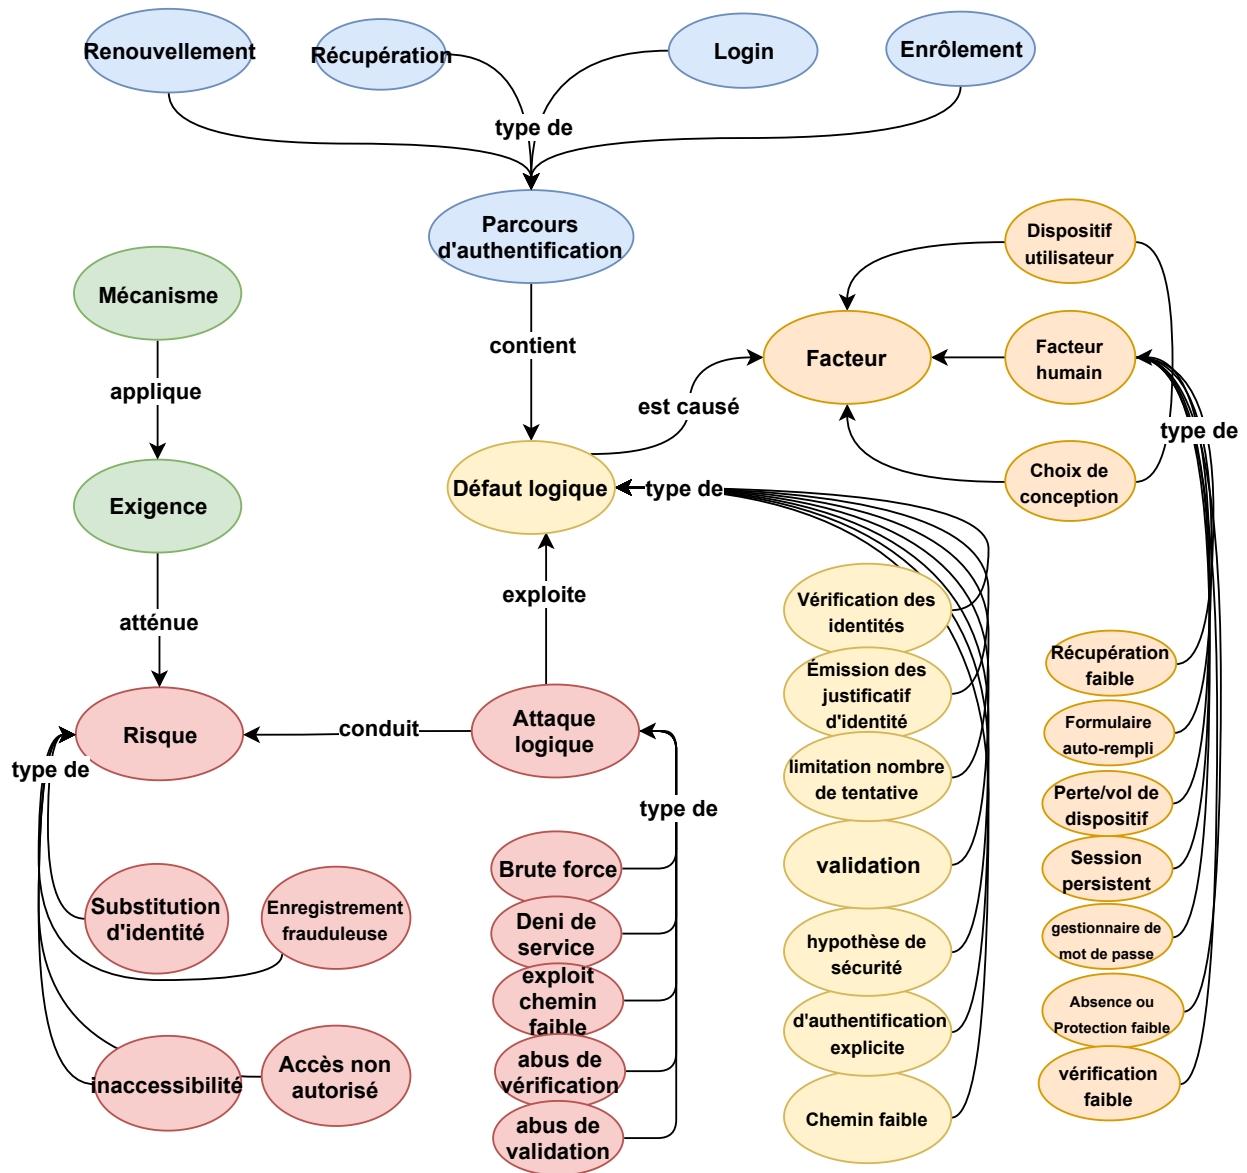 Renouvellement
Récupération
Login
Enrôlement
type de
Parcours
d'authentification
Dispositif
utilisateur
Mécanisme
contient
Facteur
Facteur
humain
applique
est causé
type de
Choix de
conception
Exigence
Défaut logique
type de
exploite
atténue
Vérification des
identités
Récupération
faible
Émission des
justificatif
d'identité
Formulaire
auto-rempli
Risque
conduit
Attaque
logique
type de
limitation nombre
de tentative
Perte/vol de
dispositif
type de
Brute force
validation
Session
persistent
Substitution
d'identité
Enregistrement
frauduleuse
Deni de
service
hypothèse de
sécurité
gestionnaire de
mot de passe
exploit
chemin
faible
Absence ou
Protection faible
d'authentification
explicite
inaccessibilité
Accès non
autorisé
abus de
vérification
vérification
faible
abus de
validation
Chemin faible